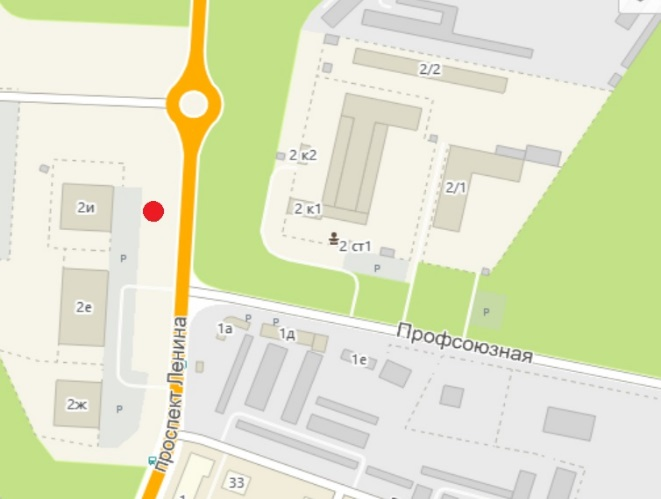 2/2
2 к2
2/1
2и
2 к1
2 ст1
P
P
2е
P
P
P
1а
1д
Профсоюзная
1е
проспект Ленина
2ж
P
33